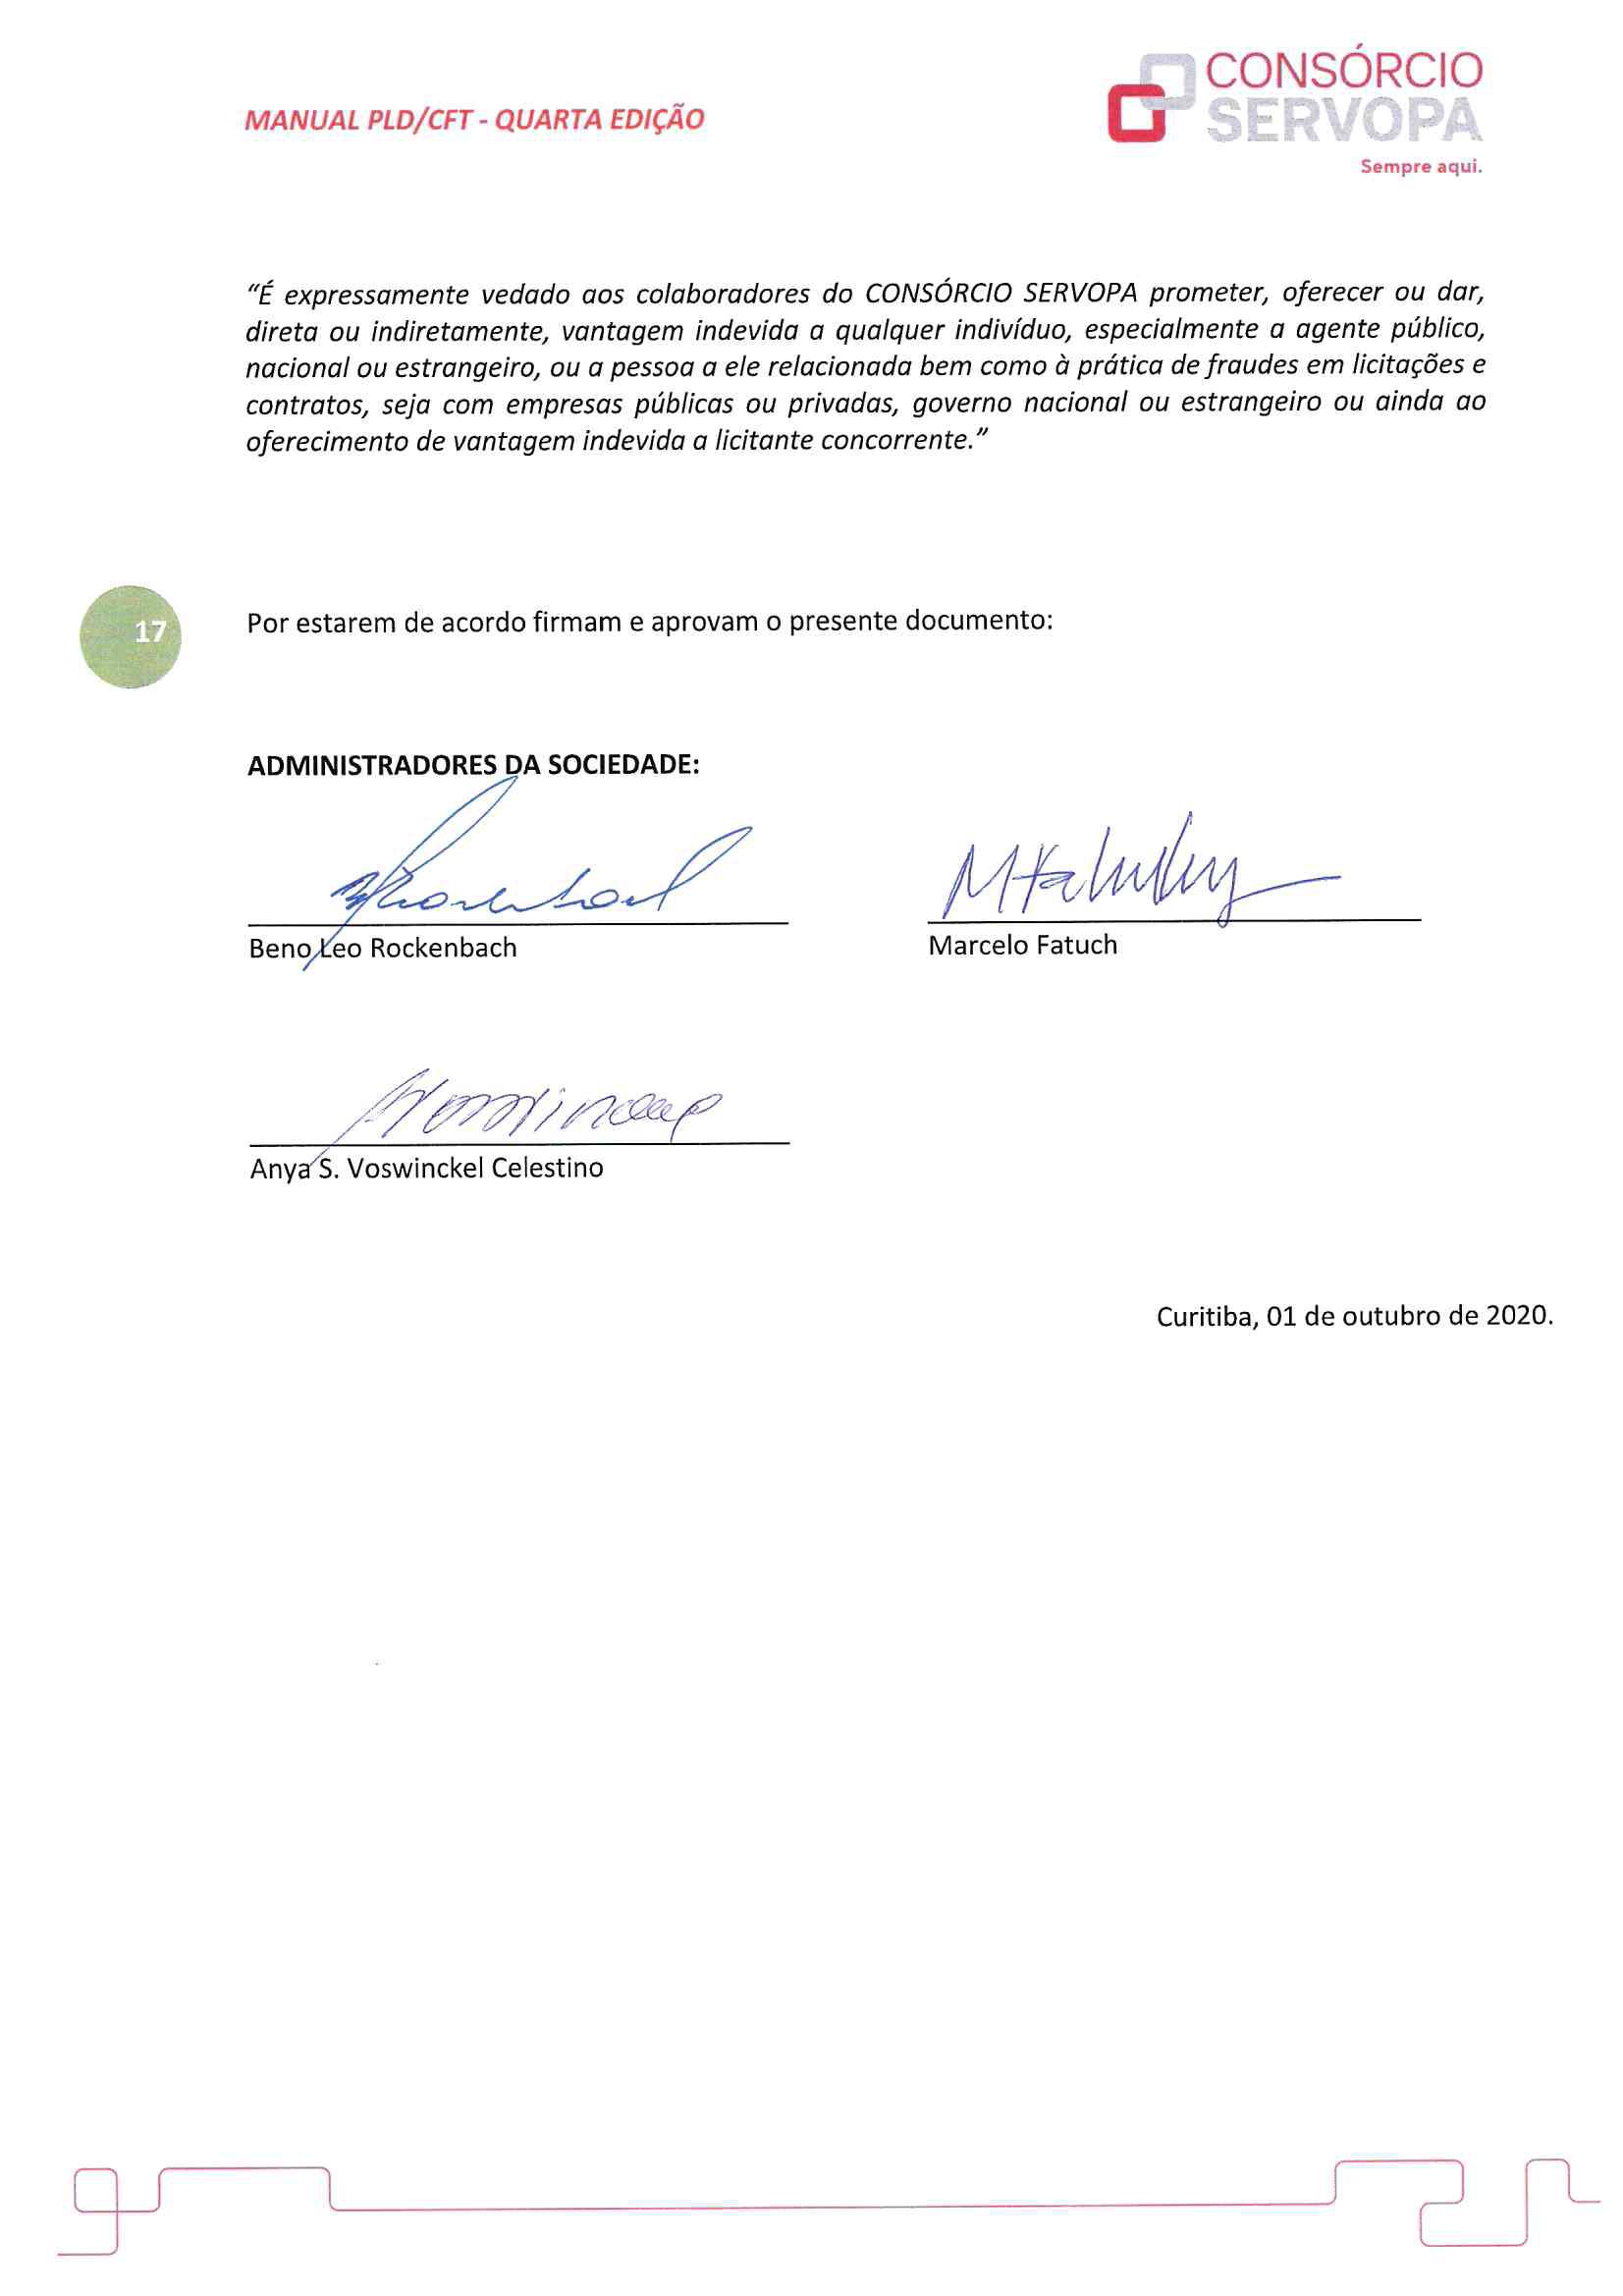 MANUAL PLD/CFT - QUARTA EDIÇÃO
CONSÓRCIO
SERVOPA
Sempre aqui.
“É expressamente vedado aos colaboradores do CONSÓRCIO SERVOPA prometer, oferecer ou dar,
direta ou indiretamente, vantagem indevida a qualquer indivíduo, especialmente a agente público,
nacional ou estrangeiro, ou a pessoa a ele relacionada bem como à prática de fraudes em licitações e
contratos, seja com empresas públicas ou privadas, governo nacional ou estrangeiro ou ainda ao
oferecimento de vantagem indevida a licitante concorrente.”
17
Por estarem de acordo firmam e aprovam o presente documento:
ADMINISTRADORES DA SOCIEDADE:
Beno Leo Rockenbach
Marcelo Fatuch
Anya S. Voswinckel Celestino
Curitiba, 01 de outubro de 2020.